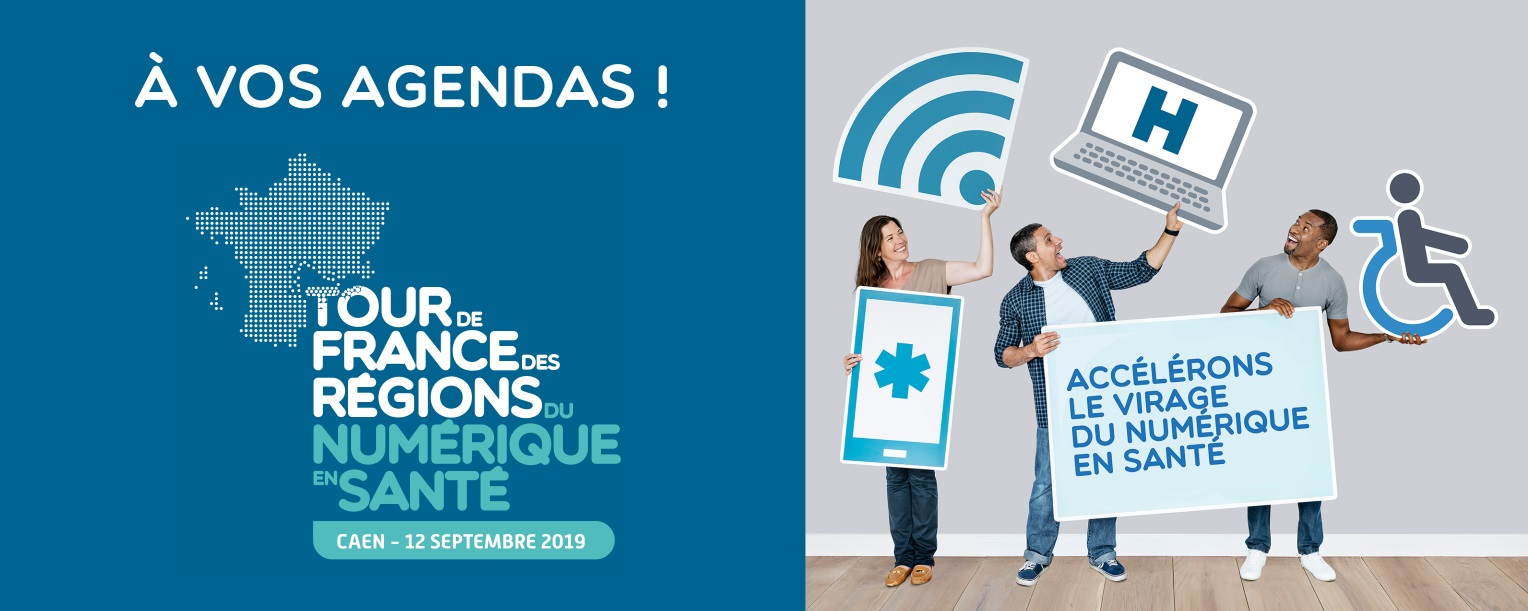 À VOS AGENDAS !
TOUR DE
FRANCE DES
RÉGIONS DU
NUMÉRIQUE
EN SANTÉ
CAEN - 12 SEPTEMBRE 2019
H
ACCÉLÉRONS
LE VIRAGE
DU NUMÉRIQUE
EN SANTÉ